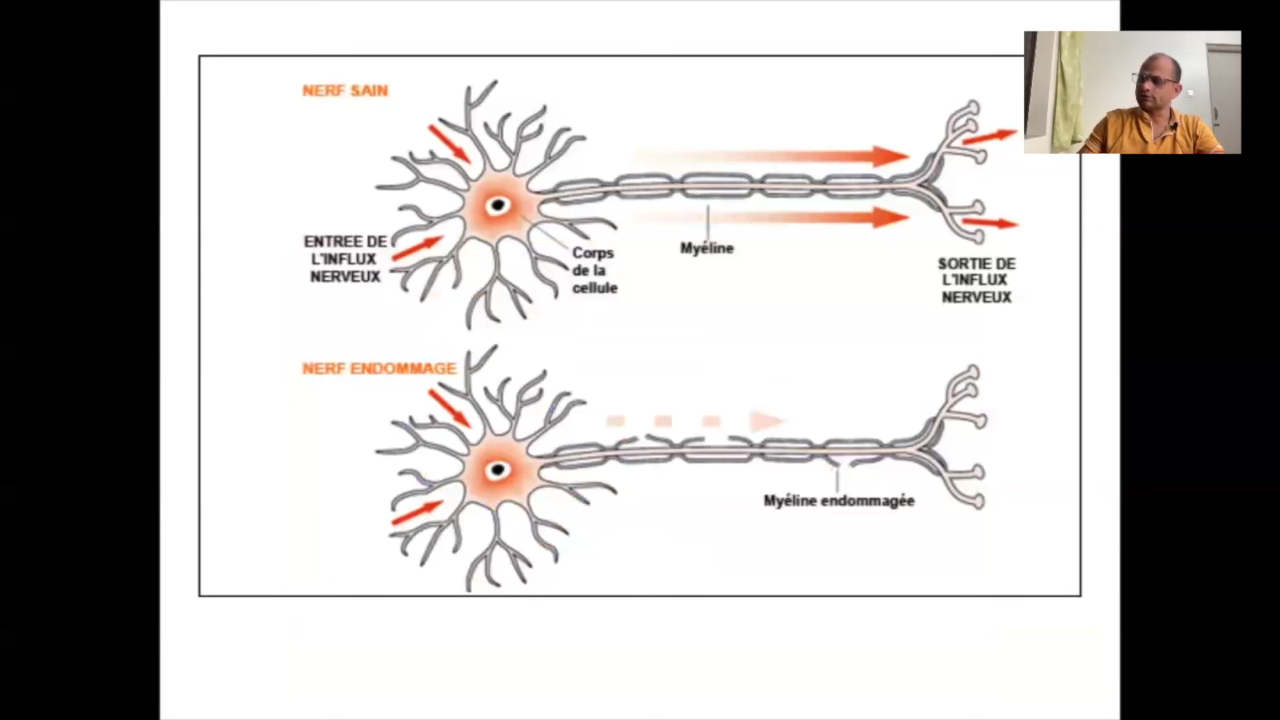 NERF SAIN
ENTREE DE
L'INFLUX
NERVEUX
Corps
de la
cellule
Myéline
SORTIE DE
L'INFLUX
NERVEUX
NERF ENDOMMAGE
Myéline endommagée